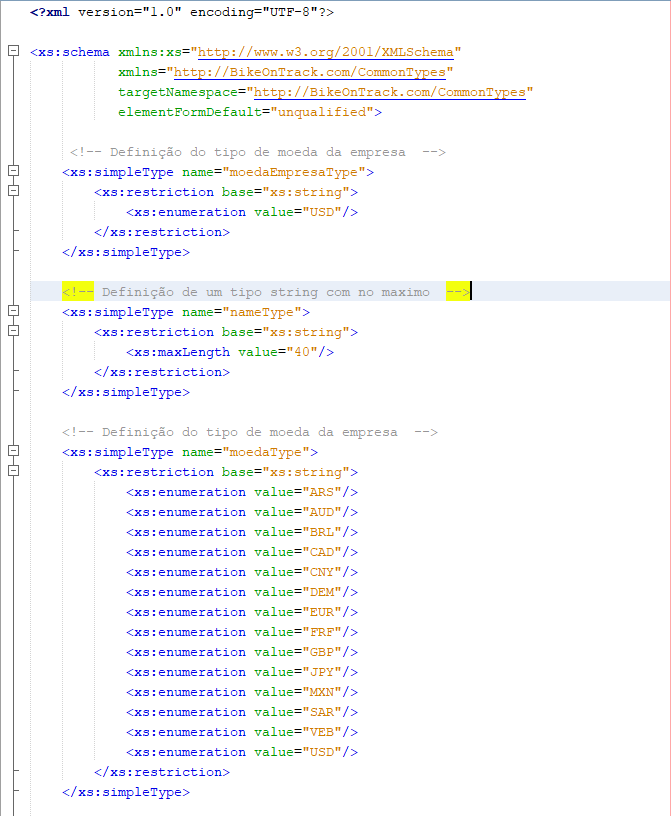 <?xml version="1.0" encoding="UTF-8"?>
<xs:schema xmlns:xs="http://www.w3.org/2001/XMLSchema"
xmlns="http://BikeOnTrack.com/CommonTypes"
targetNamespace="http://BikeOnTrack.com/CommonTypes"
elementFormDefault="unqualified">
<!-- Definição do tipo de moeda da empresa  -->
<xs:simpleType name="moedaEmpresaType">
<xs:restriction base="xs:string">
<xs:enumeration value="USD"/>
</xs:restriction>
</xs:simpleType>
<!-- Definição de um tipo string com no maximo  -->
<xs:simpleType name="nameType">
<xs:restriction base="xs:string">
<xs:maxLength value="40"/>
</xs:restriction>
</xs:simpleType>
<!-- Definição do tipo de moeda da empresa  -->
<xs:simpleType name="moedaType">
<xs:restriction base="xs:string">
<xs:enumeration value="ARS"/>
<xs:enumeration value="AUD"/>
<xs:enumeration value="BRL"/>
<xs:enumeration value="CAD"/>
<xs:enumeration value="CNY"/>
<xs:enumeration value="DEM"/>
<xs:enumeration value="EUR"/>
<xs:enumeration value="FRF"/>
<xs:enumeration value="GBP"/>
<xs:enumeration value="JPY"/>
<xs:enumeration value="MXN"/>
<xs:enumeration value="SAR"/>
<xs:enumeration value="VEB"/>
<xs:enumeration value="USD"/>
</xs:restriction>
</xs:simpleType>